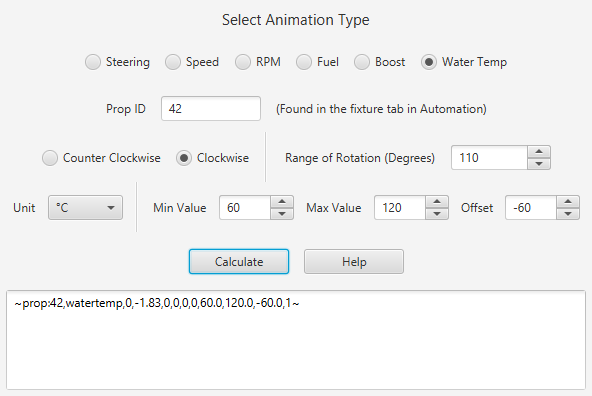 Select Animation Type
Steering Speed RPM Fuel Boost Water Temp
Prop ID 42 (Found in the fixture tab in Automation)
Counter Clockwise Clockwise Range of Rotation (Degrees) 110
Unit °C Min Value 60 Max Value 120 Offset -60
Calculate Help
~prop:42,watertemp,0,-1.83,0,0,0,0,60.0,120.0,-60.0,1~